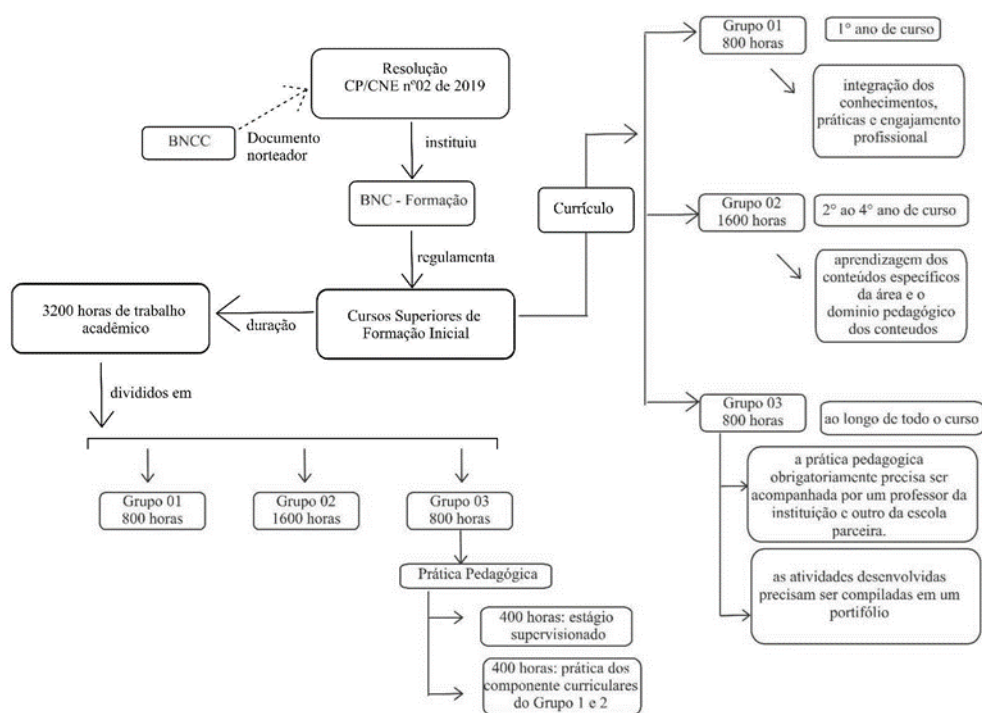 Resolução
CP/CNE nº02 de 2019
BNCC
Documento
norteador
instituiu
BNC - Formação
regulamenta
Cursos Superiores de
Formação Inicial
duração
3200 horas de trabalho
acadêmico
divididos em
Grupo 01
800 horas
Grupo 02
1600 horas
Grupo 03
800 horas
Prática Pedagógica
400 horas: estágio
supervisionado
400 horas: prática dos
componente curriculares
do Grupo 1 e 2
Currículo
Grupo 01
800 horas
1° ano de curso
integração dos
conhecimentos,
práticas e engajamento
profissional
Grupo 02
1600 horas
2° ao 4° ano de curso
aprendizagem dos
conteúdos específicos
da área e o
dominio pedagógico
dos conteudos
Grupo 03
800 horas
ao longo de todo o curso
a prática pedagogica
obrigatoriamente precisa ser
acompanhada por um professor da
instituição e outro da escola
parceira.
as atividades desenvolvidas
precisam ser compiladas em um
portifólio